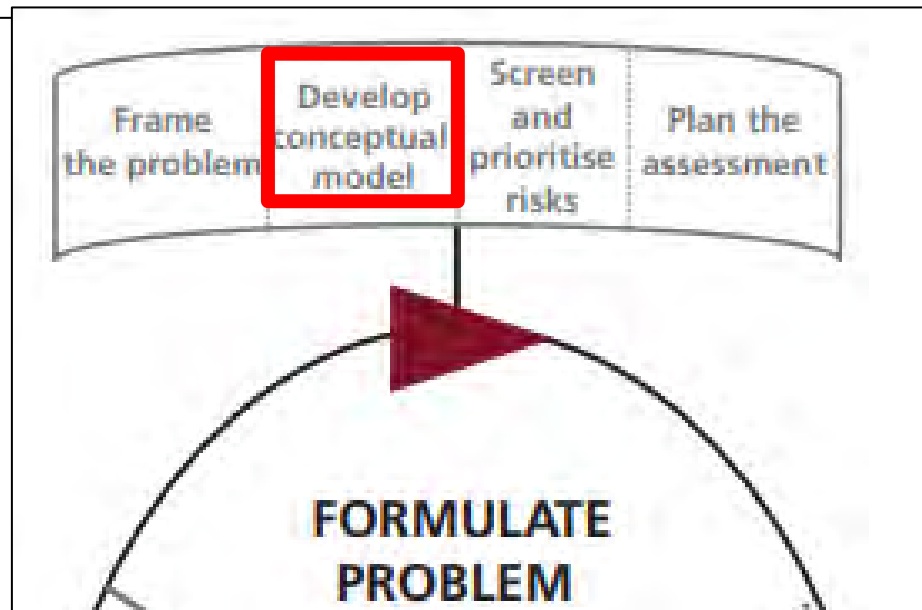 Frame
the problem
Develop
conceptual
model
Screen
and
prioritise
risks
Plan the
assessment
FORMULATE
PROBLEM